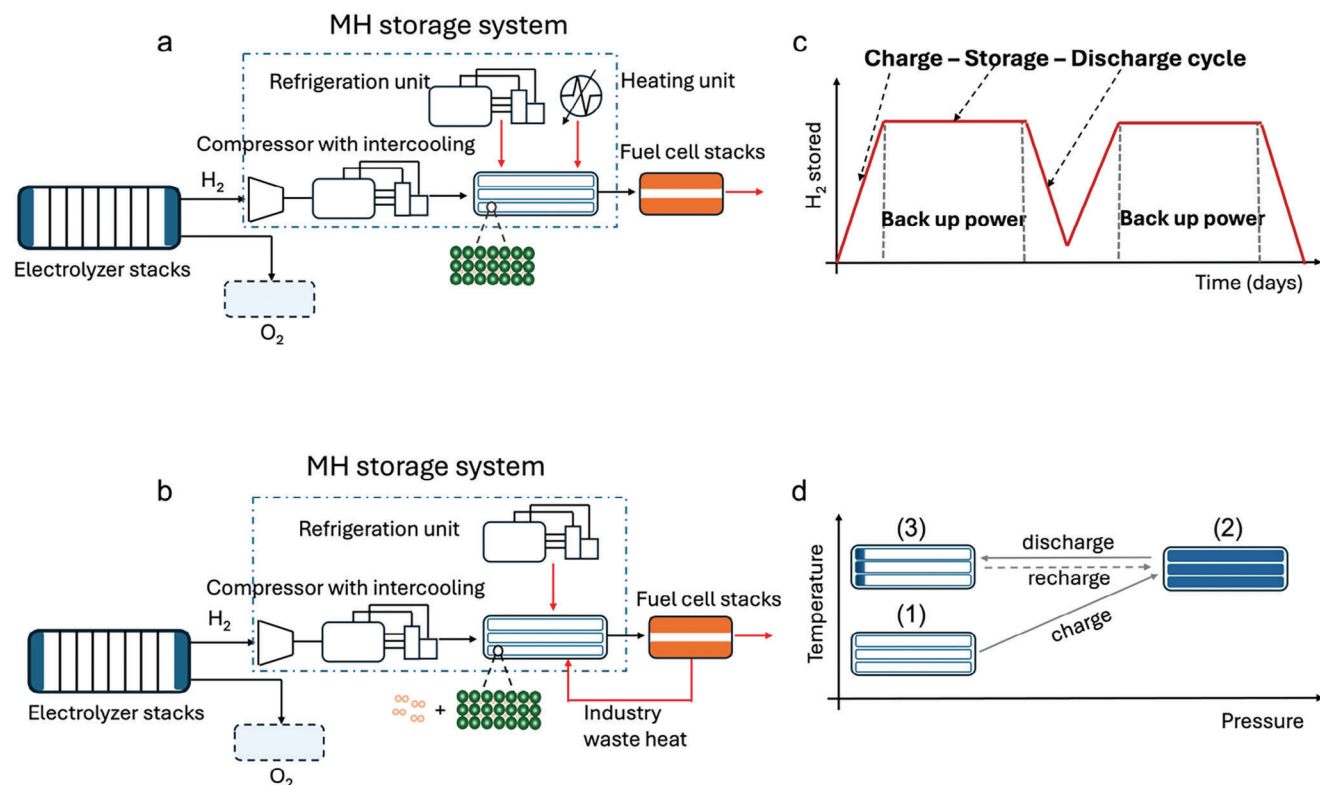 a
MH storage system
Refrigeration unit
Heating unit
Compressor with intercooling
Fuel cell stacks
H₂
Electrolyzer stacks
O₂
c
Charge – Storage – Discharge cycle
H₂ stored
Back up power
Back up power
Time (days)
b
MH storage system
Refrigeration unit
Compressor with intercooling
Fuel cell stacks
H₂
Electrolyzer stacks
+
Industry
waste heat
O₂
d
(3)
(2)
discharge
recharge
(1)
charge
Temperature
Pressure